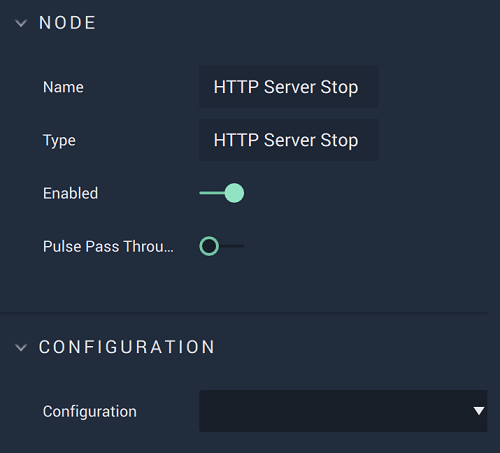 NODE
Name HTTP Server Stop
Type HTTP Server Stop
Enabled
Pulse Pass Throu...
CONFIGURATION
Configuration